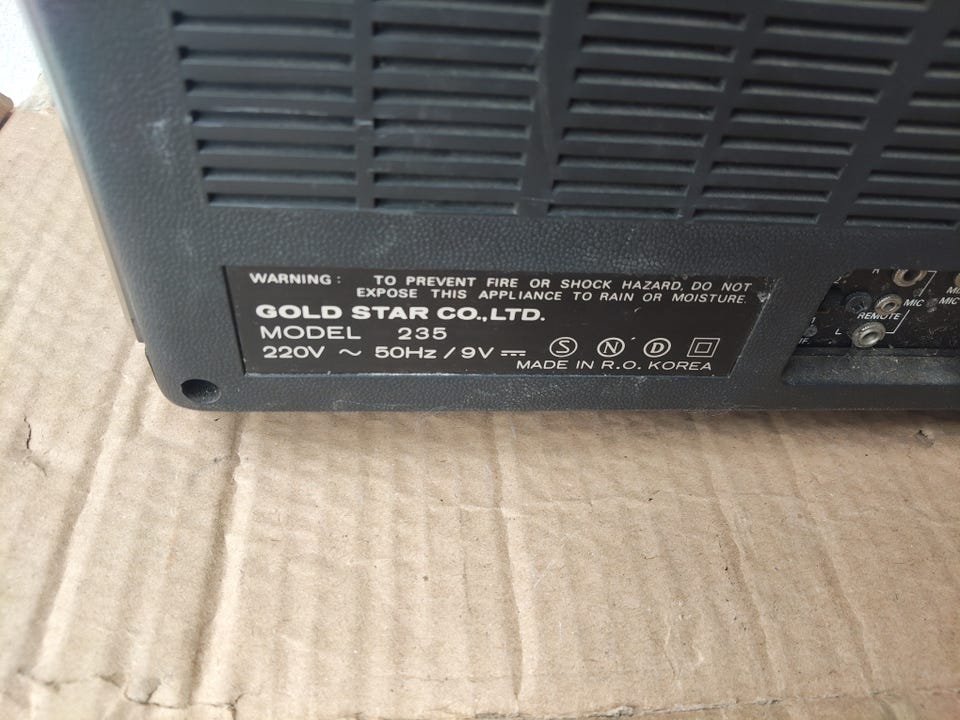 WARNING : TO PREVENT FIRE OR SHOCK HAZARD, DO NOT
EXPOSE THIS APPLIANCE TO RAIN OR MOISTURE.
GOLD STAR CO.,LTD.
MODEL 235
220V ~ 50Hz / 9V ⎓ Ⓢ Ⓝ Ⓓ
MADE IN R.O. KOREA
R
MIC
MIC
REMOTE
L